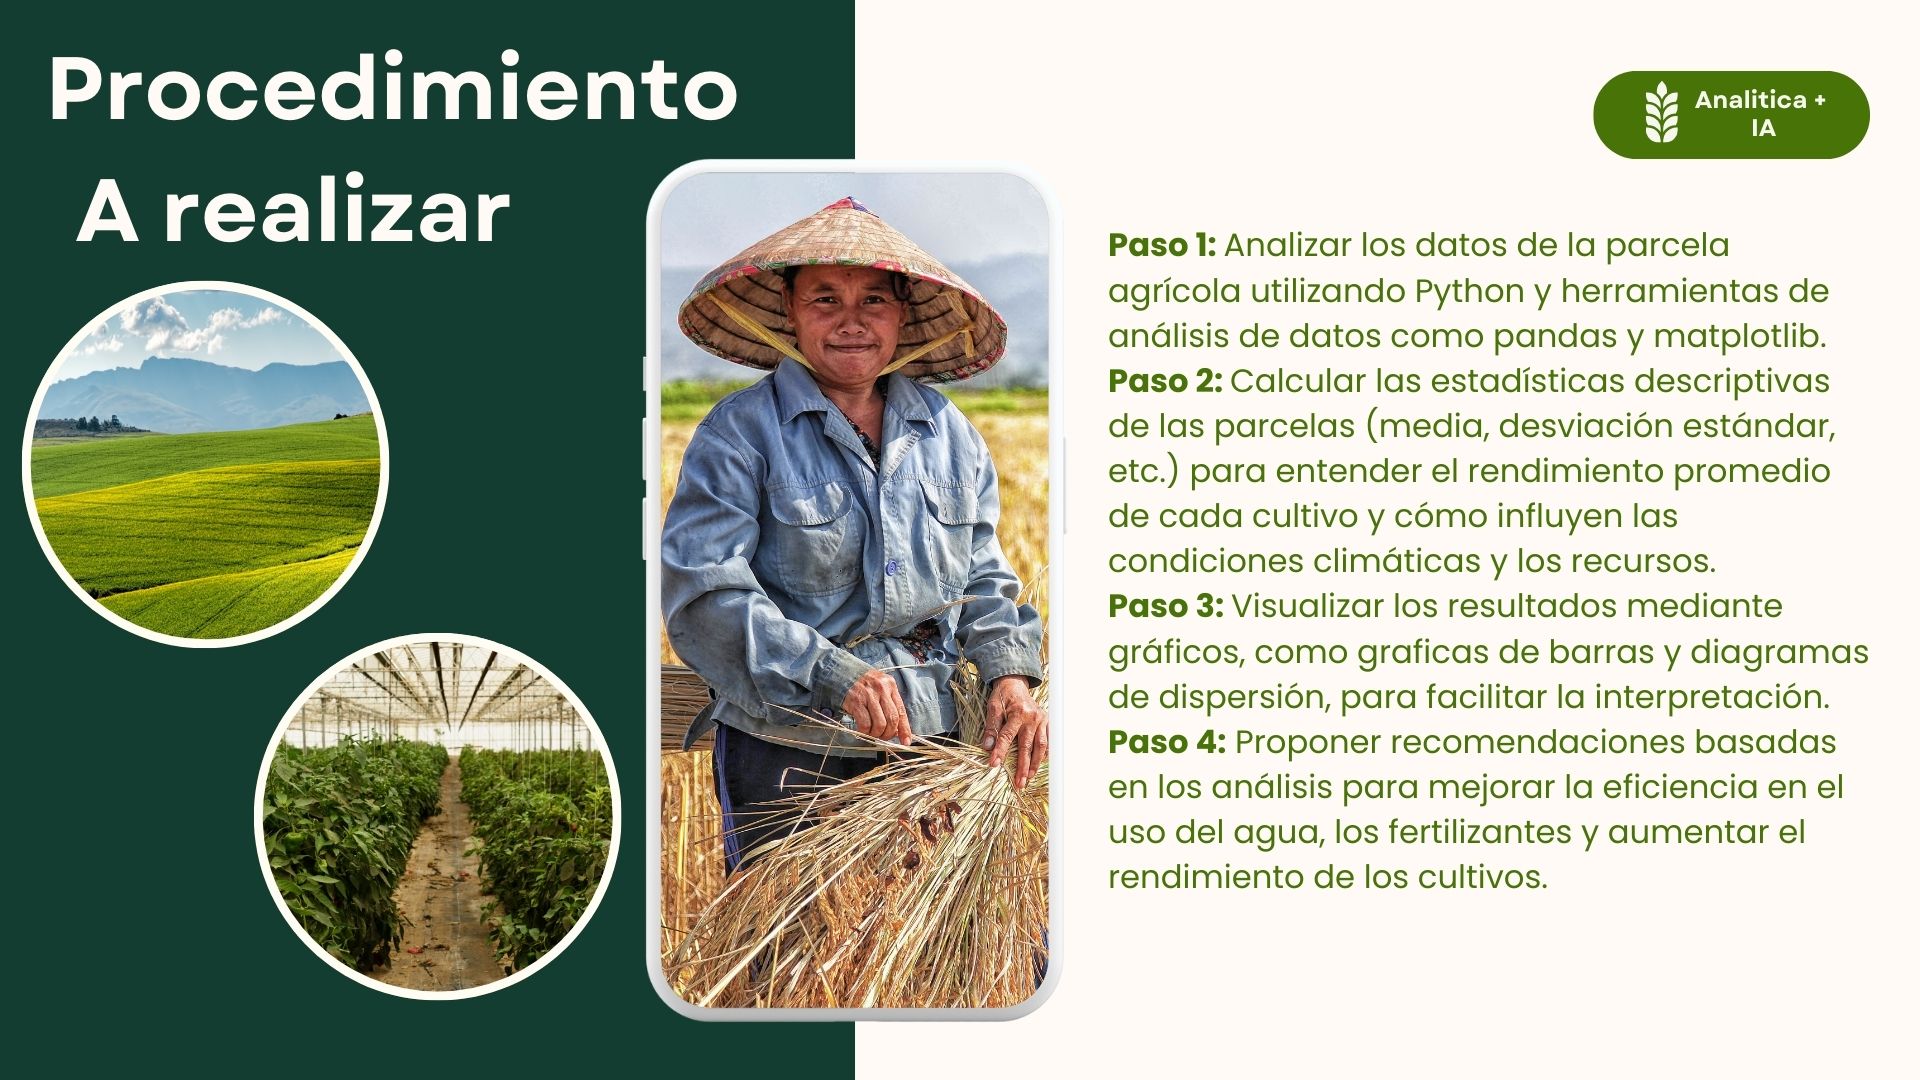 Procedimiento
A realizar
Analitica +
IA
Paso 1: Analizar los datos de la parcela
agrícola utilizando Python y herramientas de
análisis de datos como pandas y matplotlib.
Paso 2: Calcular las estadísticas descriptivas
de las parcelas (media, desviación estándar,
etc.) para entender el rendimiento promedio
de cada cultivo y cómo influyen las
condiciones climáticas y los recursos.
Paso 3: Visualizar los resultados mediante
gráficos, como graficas de barras y diagramas
de dispersión, para facilitar la interpretación.
Paso 4: Proponer recomendaciones basadas
en los análisis para mejorar la eficiencia en el
uso del agua, los fertilizantes y aumentar el
rendimiento de los cultivos.